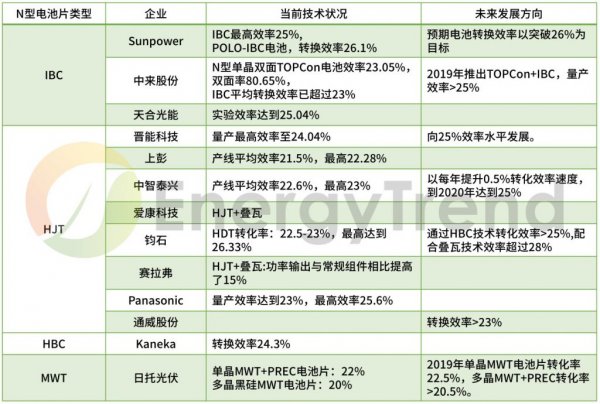 N型电池片类型 企业 当前技术状况 未来发展方向
IBC
Sunpower
IBC最高效率25%,
POLO-IBC电池，转换效率26.1%
预期电池转换效率以突破26%为
目标
中来股份
N型单晶双面TOPCon电池效率23.05%,
双面率80.65%,
IBC平均转换效率已超过23%
2019年推出TOPCon+IBC，量产
效率>25%
天合光能 实验效率达到25.04%
HJT
晋能科技 量产最高效率至24.04% 向25%效率水平发展。
上彭 产线平均效率21.5%，最高22.28%
中智泰兴 产线平均效率22.6%，最高23%
以每年提升0.5%转化效率速度，
到2020年达到25%
爱康科技 HJT+叠瓦
钧石
HDT转化率：22.5-23%，最高达到
26.33%
通过HBC技术转化效率>25%,配
合叠瓦技术效率超过28%
赛拉弗
HJT+叠瓦:功率输出与常规组件相比提高
了15%
Panasonic 量产效率达到23%，最高效率25.6%
通威股份 转换效率>23%
HBC Kaneka 转换效率24.3%
MWT 日托光伏
单晶MWT+PREC电池片：22%
多晶黑硅MWT电池片：20%
2019年单晶MWT电池片转化率
22.5%，多晶MWT+PREC转化率
>20.5%。
EnergyTrend